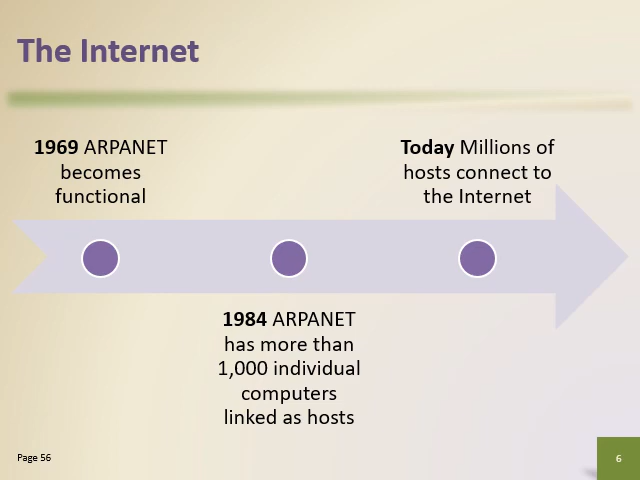 The Internet
1969 ARPANET
becomes
functional
Today Millions of
hosts connect to
the Internet
1984 ARPANET
has more than
1,000 individual
computers
linked as hosts
Page 56
6